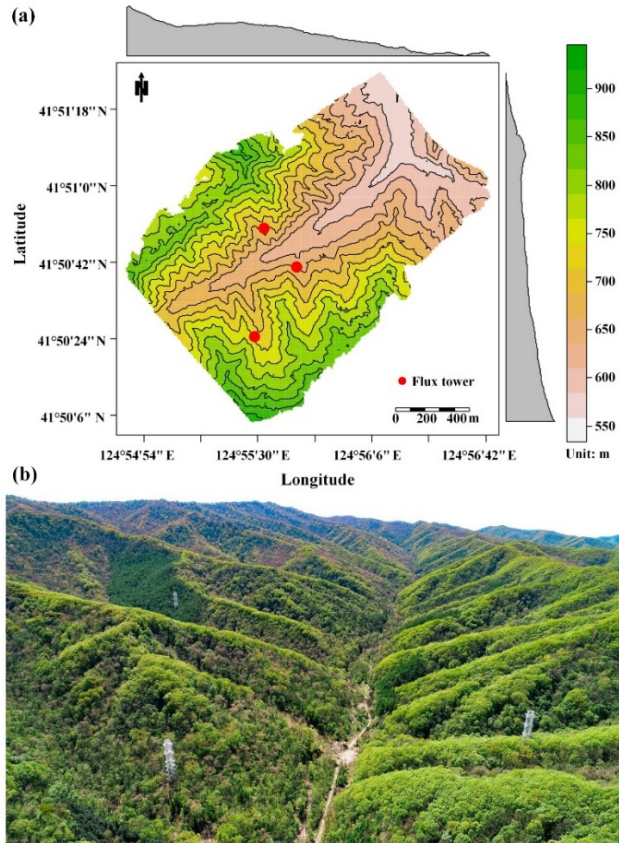 (a)
N
41°51'18" N
41°51'0" N
41°50'42" N
41°50'24" N
41°50'6" N
Latitude
Flux tower
0 200 400 m
124°54'54" E 124°55'30" E 124°56'6" E 124°56'42" E
Longitude
900
850
800
750
700
650
600
550
Unit: m
(b)